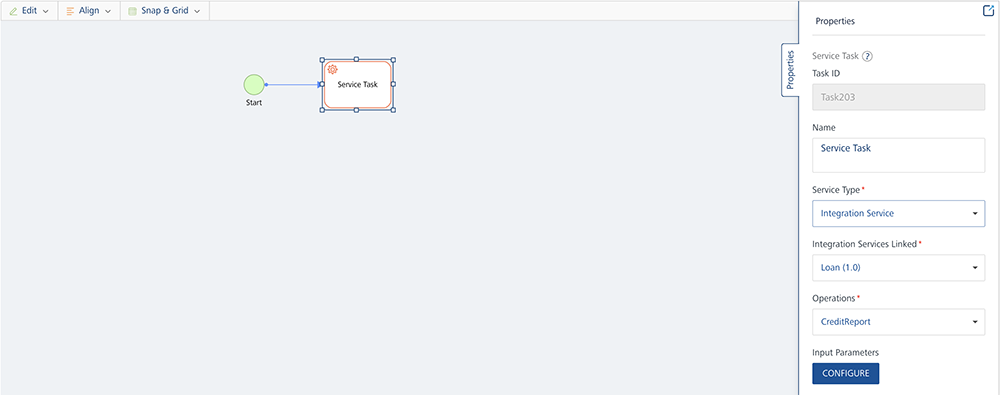 Edit
Align
Snap & Grid
Start
Service Task
Properties
Properties
Service Task ?
Task ID
Task203
Name
Service Task
Service Type*
Integration Service
Integration Services Linked*
Loan (1.0)
Operations*
CreditReport
Input Parameters
CONFIGURE